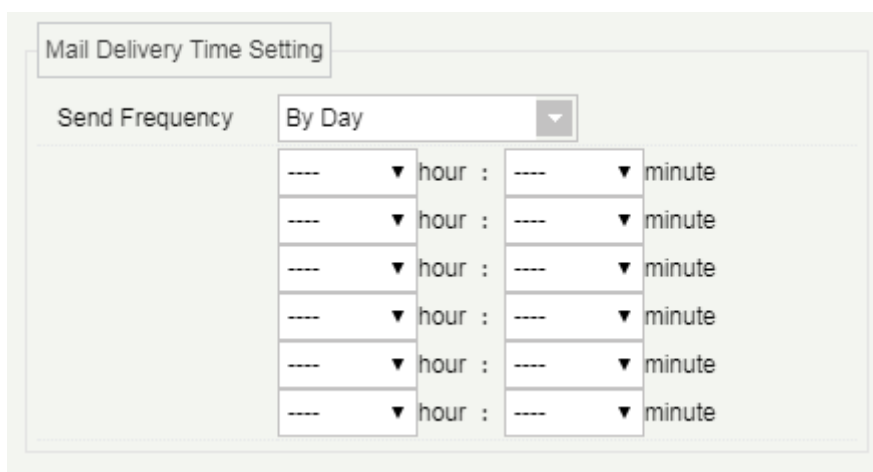 Mail Delivery Time Setting
Send Frequency By Day
---- hour : ---- minute
---- hour : ---- minute
---- hour : ---- minute
---- hour : ---- minute
---- hour : ---- minute
---- hour : ---- minute